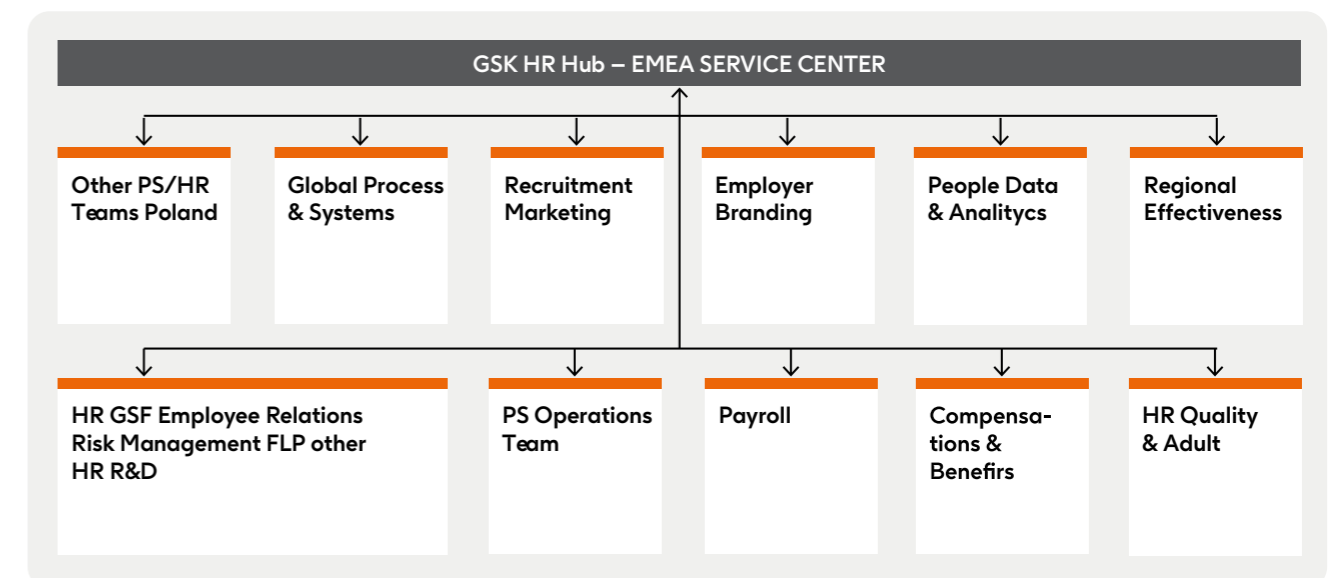 GSK HR Hub – EMEA SERVICE CENTER
Other PS/HR
Teams Poland
Global Process
& Systems
Recruitment
Marketing
Employer
Branding
People Data
& Analitycs
Regional
Effectiveness
HR GSF Employee Relations
Risk Management FLP other
HR R&D
PS Operations
Team
Payroll
Compensa-
tions &
Benefirs
HR Quality
& Adult